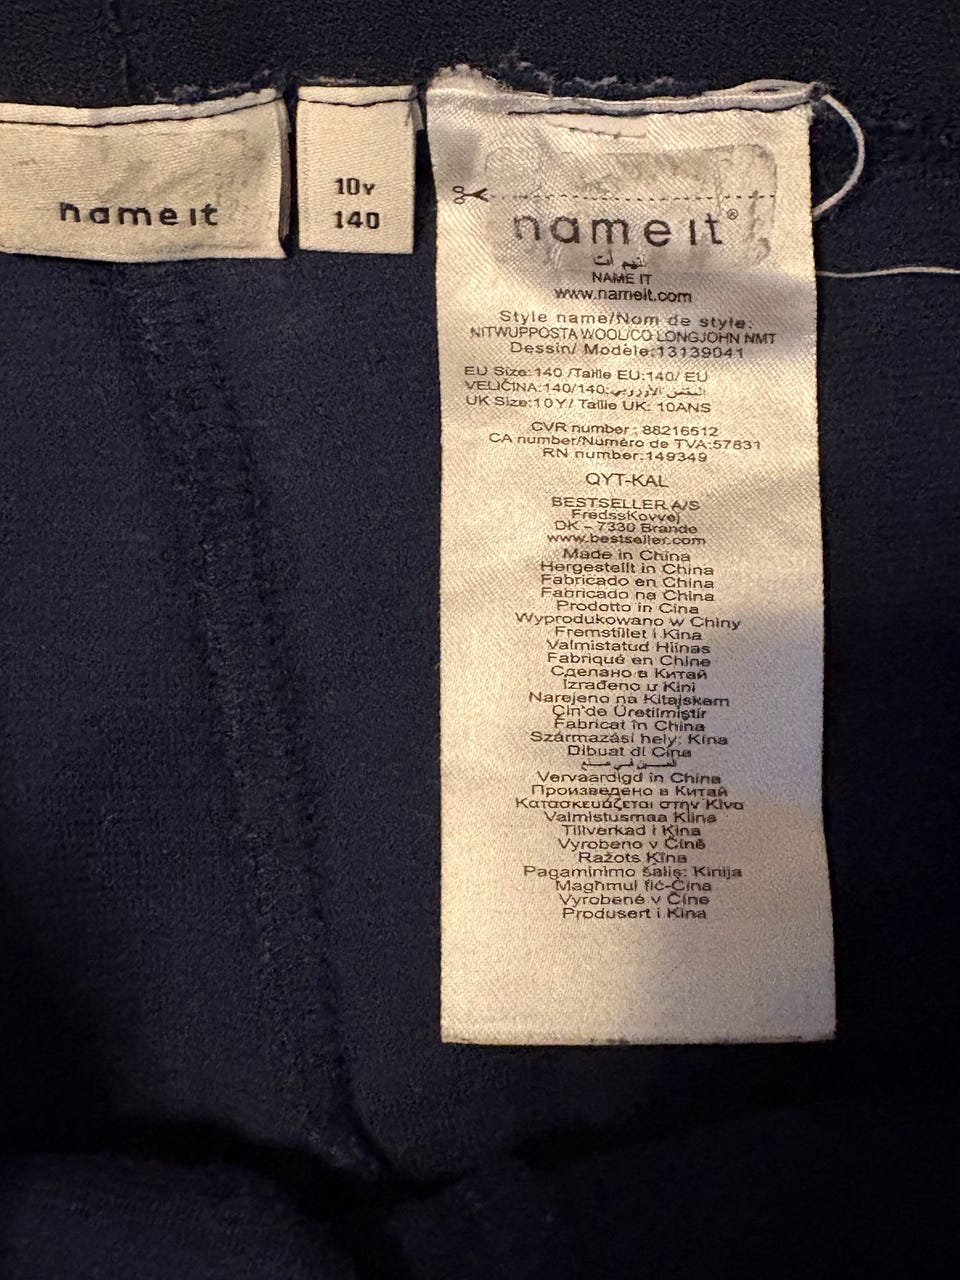 name it
10Y
140
name it®
نيم إت
NAME IT
www.nameit.com
Style name/Nom de style:
NITWUPPOSTA WOOL/CO LONGJOHN NMT
Dessin/ Modèle:13139041
EU Size: 140 /Taille EU:140/ EU
VELIČINA:140/140:المقاس الأوروبي
UK Size:10Y/ Taille UK: 10ANS
CVR number : 88216512
CA number/Numéro de TVA:57831
RN number:149349
QYT-KAL
BESTSELLER A/S
FredssKovvej
DK - 7330 Brande
www.bestseller.com
Made in China
Hergestellt in China
Fabricado en China
Fabricado na China
Prodotto in Cina
Wyprodukowano w Chiny
Fremstillet i Kina
Valmistatud Hiinas
Fabriqué en Chine
Сделано в Китай
Izrađeno u Kini
Narejeno na Kitajskem
Çin'de Üretilmiştir
Fabricat în China
Származási hely: Kína
Dibuat di Cina
الصين في صنع
Vervaardigd in China
Произведено в Китай
Κατασκευάζεται στην Κίνα
Valmistusmaa Kiina
Tillverkad i Kina
Vyrobeno v Číně
Ražots Ķīna
Pagaminimo šalis: Kinija
Magħmul fiċ-Ċina
Vyrobené v Číne
Produsert i Kina